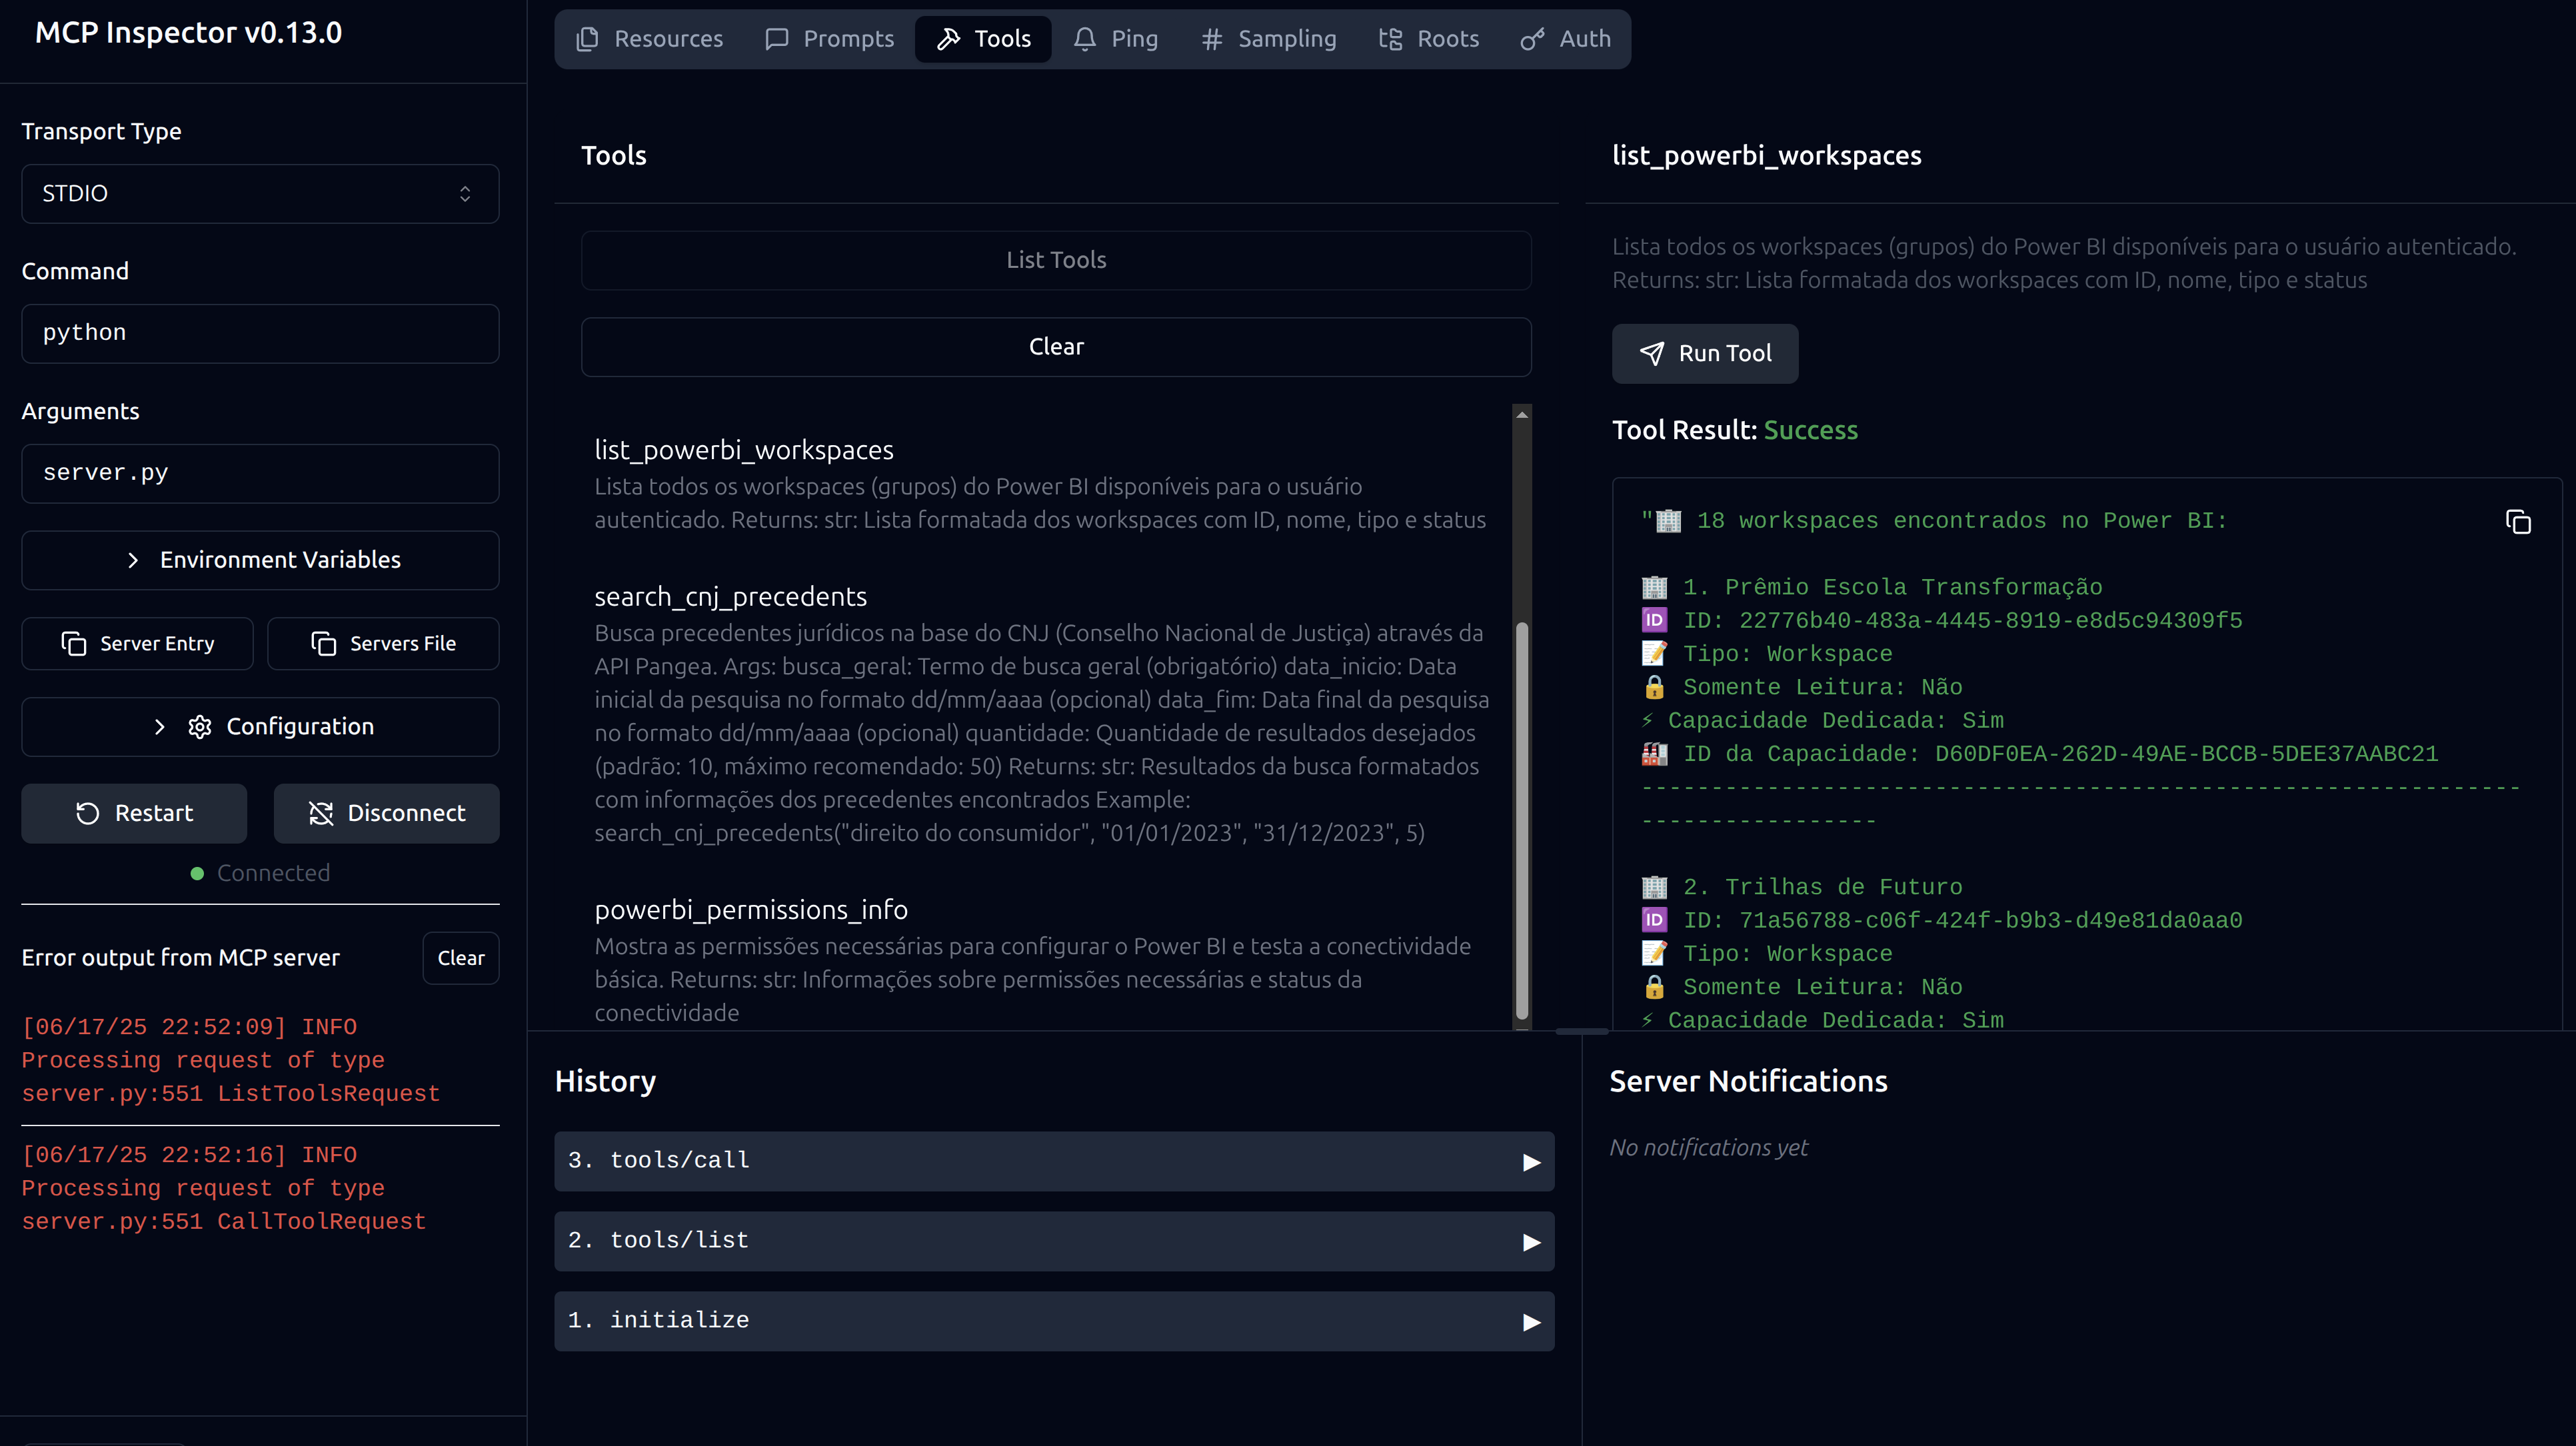 MCP Inspector v0.13.0
Transport Type
STDIO
Command
python
Arguments
server.py
Environment Variables
Server Entry
Servers File
Configuration
Restart
Disconnect
Connected
Error output from MCP server
Clear
[06/17/25 22:52:09] INFO
Processing request of type
server.py:551 ListToolsRequest
[06/17/25 22:52:16] INFO
Processing request of type
server.py:551 CallToolRequest
Resources
Prompts
Tools
Ping
Sampling
Roots
Auth
Tools
List Tools
Clear
list_powerbi_workspaces
Lista todos os workspaces (grupos) do Power BI disponíveis para o usuário
autenticado. Returns: str: Lista formatada dos workspaces com ID, nome, tipo e status
search_cnj_precedents
Busca precedentes jurídicos na base do CNJ (Conselho Nacional de Justiça) através da
API Pangea. Args: busca_geral: Termo de busca geral (obrigatório) data_inicio: Data
inicial da pesquisa no formato dd/mm/aaaa (opcional) data_fim: Data final da pesquisa
no formato dd/mm/aaaa (opcional) quantidade: Quantidade de resultados desejados
(padrão: 10, máximo recomendado: 50) Returns: str: Resultados da busca formatados
com informações dos precedentes encontrados Example:
search_cnj_precedents("direito do consumidor", "01/01/2023", "31/12/2023", 5)
powerbi_permissions_info
Mostra as permissões necessárias para configurar o Power BI e testa a conectividade
básica. Returns: str: Informações sobre permissões necessárias e status da
conectividade
list_powerbi_workspaces
Lista todos os workspaces (grupos) do Power BI disponíveis para o usuário autenticado.
Returns: str: Lista formatada dos workspaces com ID, nome, tipo e status
Run Tool
Tool Result: Success
"🏢 18 workspaces encontrados no Power BI:
🏢 1. Prêmio Escola Transformação
🆔 ID: 22776b40-483a-4445-8919-e8d5c94309f5
📝 Tipo: Workspace
🔒 Somente Leitura: Não
⚡ Capacidade Dedicada: Sim
🏭 ID da Capacidade: D60DF0EA-262D-49AE-BCCB-5DEE37AABC21
---------------------------------------------------------------
-----------------
🏢 2. Trilhas de Futuro
🆔 ID: 71a56788-c06f-424f-b9b3-d49e81da0aa0
📝 Tipo: Workspace
🔒 Somente Leitura: Não
⚡ Capacidade Dedicada: Sim
History
3. tools/call
2. tools/list
1. initialize
Server Notifications
No notifications yet